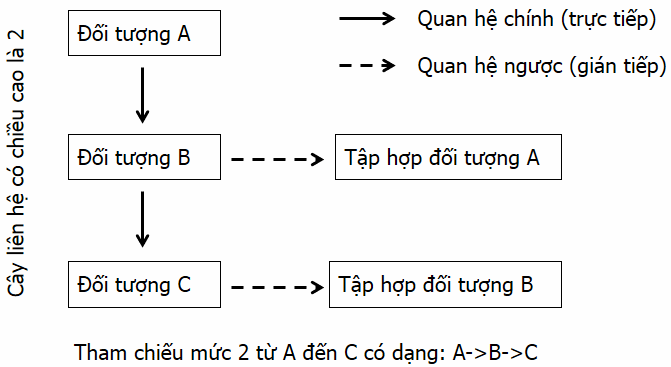 Cây liên hệ có chiều cao là 2
Đối tượng A
Quan hệ chính (trực tiếp)
Quan hệ ngược (gián tiếp)
Đối tượng B
Tập hợp đối tượng A
Đối tượng C
Tập hợp đối tượng B
Tham chiếu mức 2 từ A đến C có dạng: A->B->C